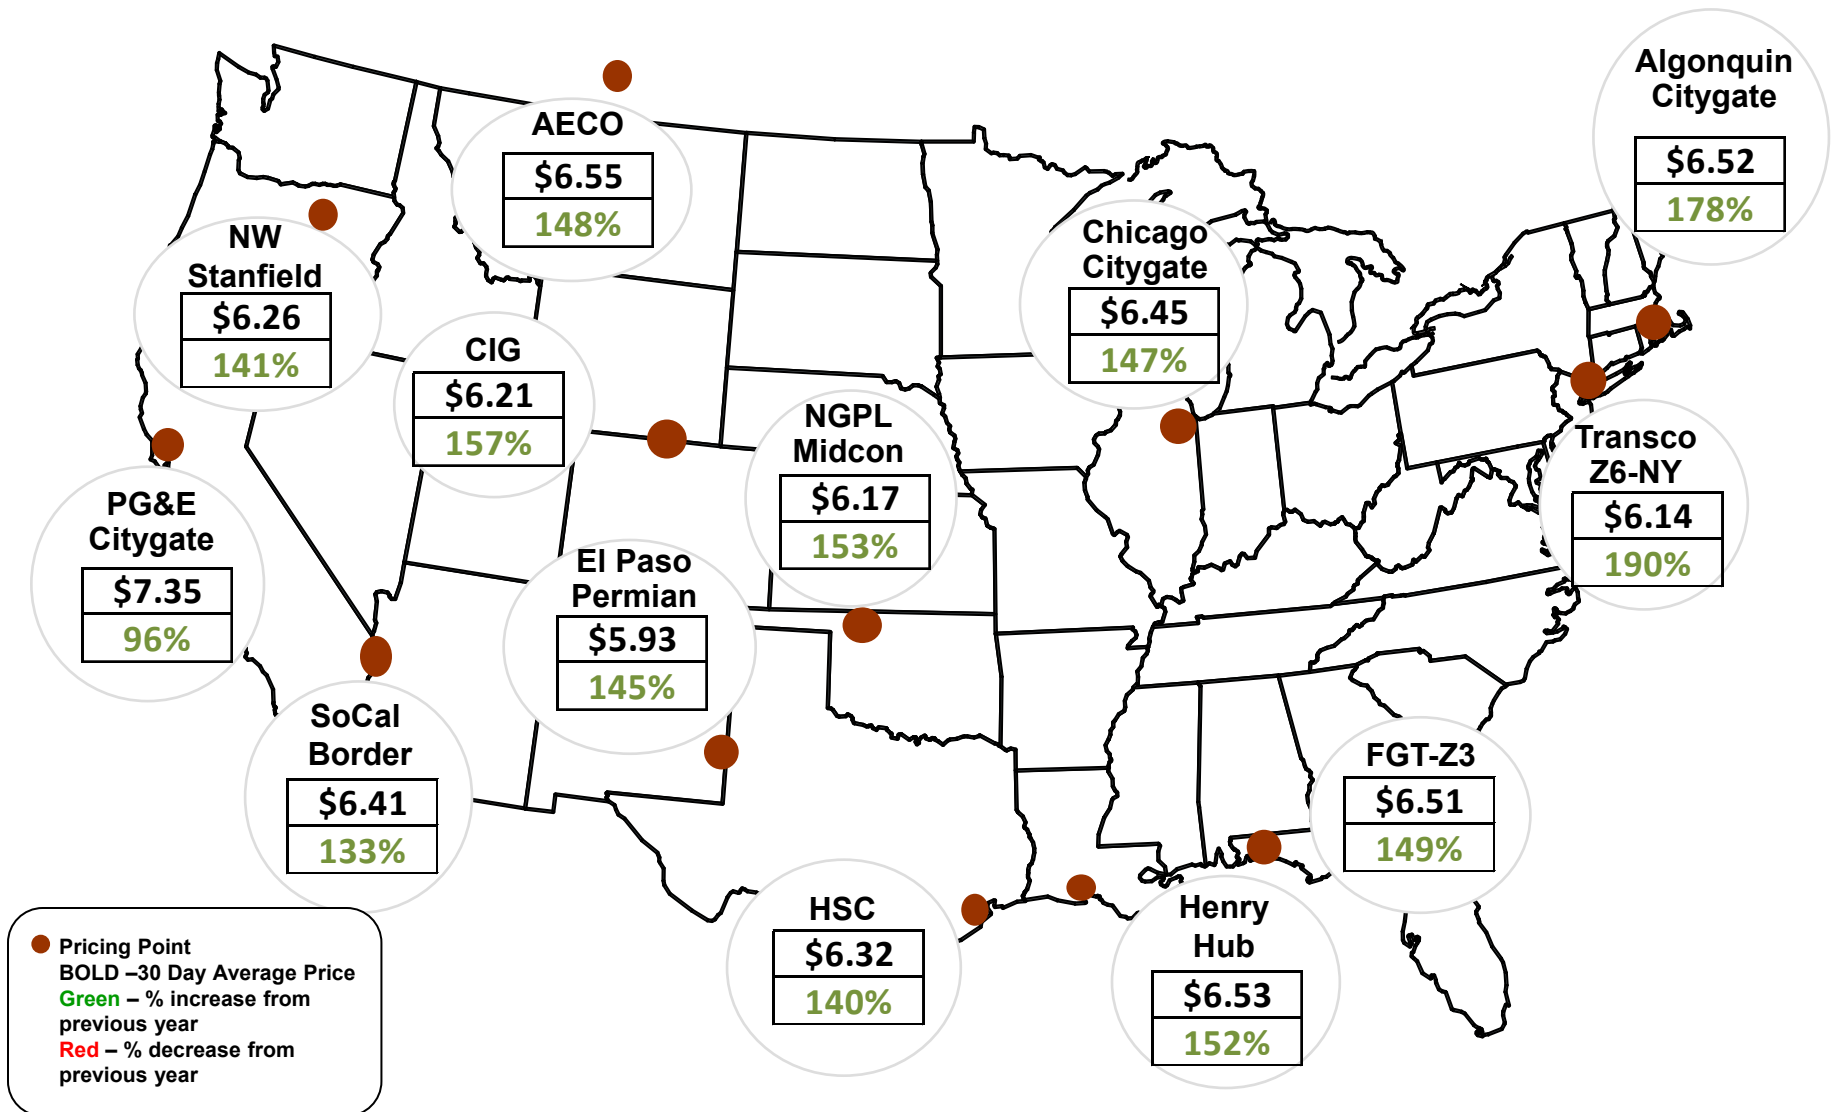 Algonquin
Citygate
$6.52
178%
AECO
$6.55
148%
NW
Stanfield
$6.26
141%
Chicago
Citygate
$6.45
147%
CIG
$6.21
157%
NGPL
Midcon
$6.17
153%
Transco
Z6-NY
$6.14
190%
PG&E
Citygate
$7.35
96%
El Paso
Permian
$5.93
145%
SoCal
Border
$6.41
133%
FGT-Z3
$6.51
149%
HSC
$6.32
140%
Henry
Hub
$6.53
152%
Pricing Point
BOLD –30 Day Average Price
Green – % increase from
previous year
Red – % decrease from
previous year